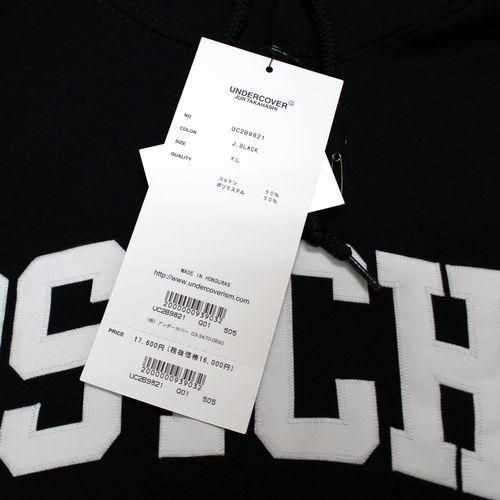 UNDERCOVER
JUN TAKAHASHI
NO UC2B9821
COLOR J.BLACK
SIZE XL
QUALITY
コットン 50%
ポリエステル 50%
MADE IN HONDURAS
http://www.undercoverism.com
2000000939032
UC2B9821 Q01 505
(株) アンダーカバー 03-3470-0850
PRICE 17,600円(税抜価格16,000円)
2000000939032
UC2B9821 Q01 505
SICH